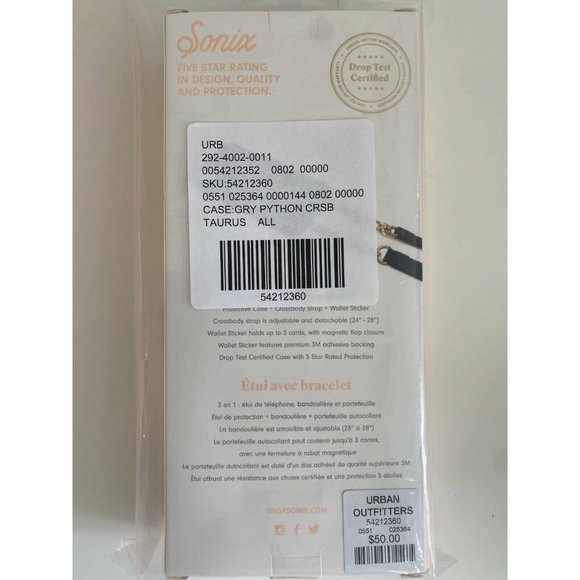 Sonix
FIVE STAR RATING
IN DESIGN, QUALITY
AND PROTECTION.
LIMITED LIFETIME WARRANTY
Drop Test
Certified
URB
292-4002-0011
0054212352 0802 00000
SKU:54212360
0551 025364 0000144 0802 00000
CASE:GRY PYTHON CRSB
TAURUS ALL
54212360
Protective Case + Crossbody Strap + Wallet Sticker
Crossbody strap is adjustable and detachable (24" - 28")
Wallet Sticker holds up to 3 cards, with magnetic flap closure
Wallet Sticker features premium 3M adhesive backing
Drop Test Certified Case with 5 Star Rated Protection
Étui avec bracelet
3 en 1 : étui de téléphone, bandoulière et portefeuille
Étui de protection + bandoulière + portefeuille autocollant
La bandoulière est amovible et ajustable (23" à 28")
Le portefeuille autocollant peut contenir jusqu'à 3 cartes,
avec une fermeture à rabat magnétique
Le portefeuille autocollant est doté d'un dos adhésif de qualité supérieure 3M
Étui offrant une résistance aux chutes certifiée et une protection 5 étoiles
SHOPSONIX.COM
URBAN
OUTFITTERS
54212360
0551 025364
$50.00